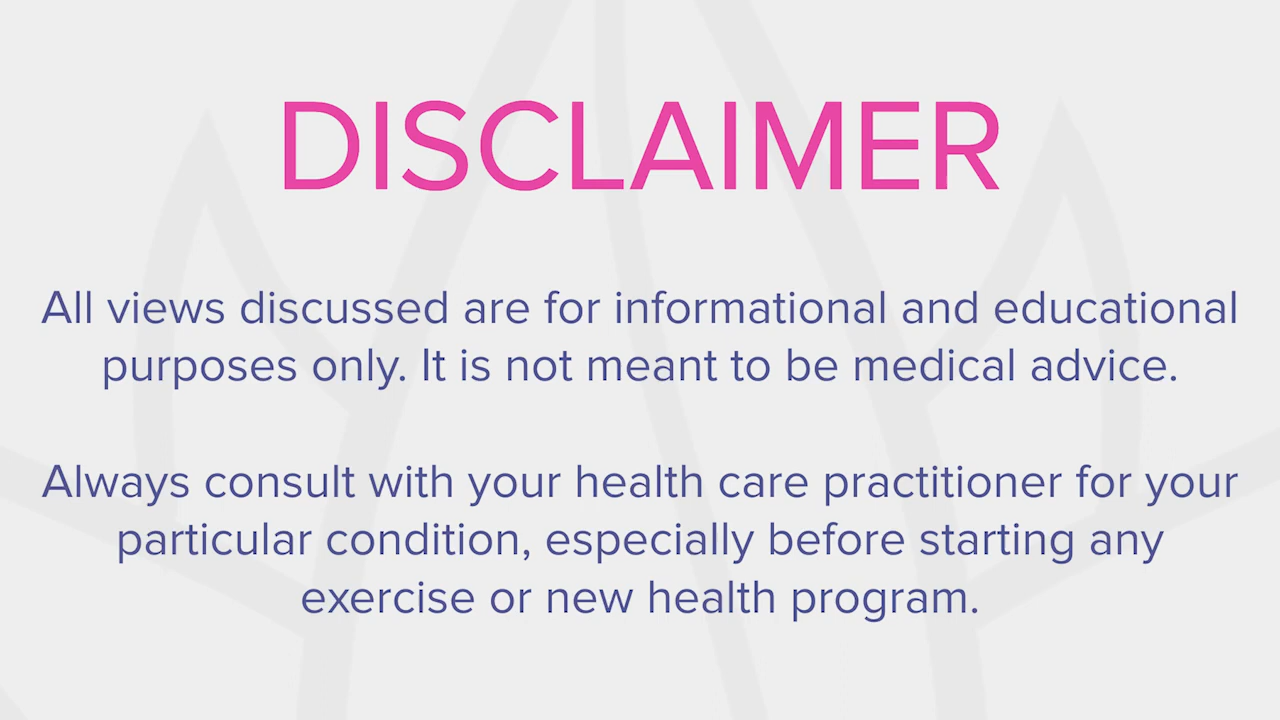 DISCLAIMER
All views discussed are for informational and educational
purposes only. It is not meant to be medical advice.
Always consult with your health care practitioner for your
particular condition, especially before starting any
exercise or new health program.